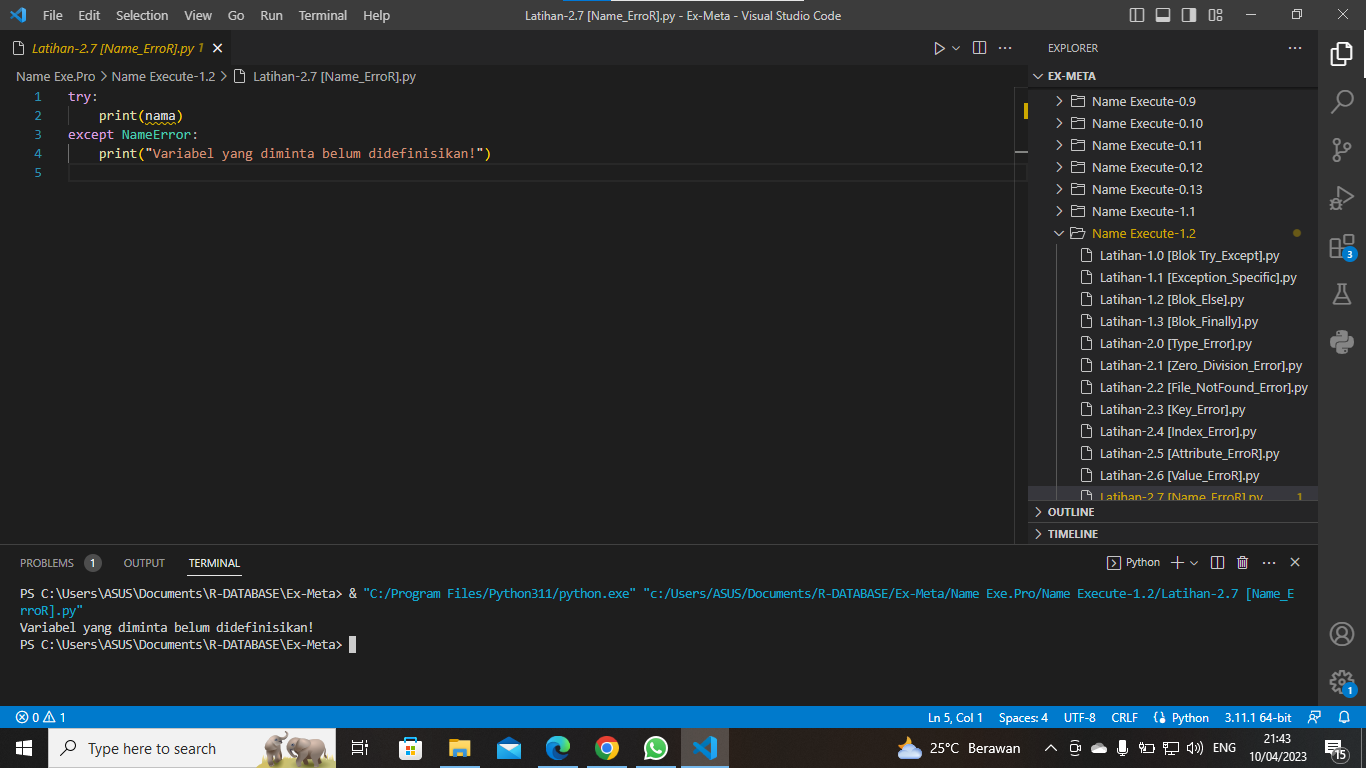 File Edit Selection View Go Run Terminal Help
Latihan-2.7 [Name_ErroR].py - Ex-Meta - Visual Studio Code
Latihan-2.7 [Name_ErroR].py 1
Name Exe.Pro > Name Execute-1.2 > Latihan-2.7 [Name_ErroR].py
1 try:
2 print(nama)
3 except NameError:
4 print("Variabel yang diminta belum didefinisikan!")
5
EXPLORER
EX-META
Name Execute-0.9
Name Execute-0.10
Name Execute-0.11
Name Execute-0.12
Name Execute-0.13
Name Execute-1.1
Name Execute-1.2
Latihan-1.0 [Blok Try_Except].py
Latihan-1.1 [Exception_Specific].py
Latihan-1.2 [Blok_Else].py
Latihan-1.3 [Blok_Finally].py
Latihan-2.0 [Type_Error].py
Latihan-2.1 [Zero_Division_Error].py
Latihan-2.2 [File_NotFound_Error].py
Latihan-2.3 [Key_Error].py
Latihan-2.4 [Index_Error].py
Latihan-2.5 [Attribute_ErroR].py
Latihan-2.6 [Value_ErroR].py
Latihan-2.7 [Name_ErroR].py 1
OUTLINE
TIMELINE
3
1
PROBLEMS 1 OUTPUT TERMINAL
Python
PS C:\Users\ASUS\Documents\R-DATABASE\Ex-Meta> & "C:/Program Files/Python311/python.exe" "c:/Users/ASUS/Documents/R-DATABASE/Ex-Meta/Name Exe.Pro/Name Execute-1.2/Latihan-2.7 [Name_E
rroR].py"
Variabel yang diminta belum didefinisikan!
PS C:\Users\ASUS\Documents\R-DATABASE\Ex-Meta>
0 1
Ln 5, Col 1 Spaces: 4 UTF-8 CRLF Python 3.11.1 64-bit
Type here to search
25°C Berawan
ENG
21:43
10/04/2023
15